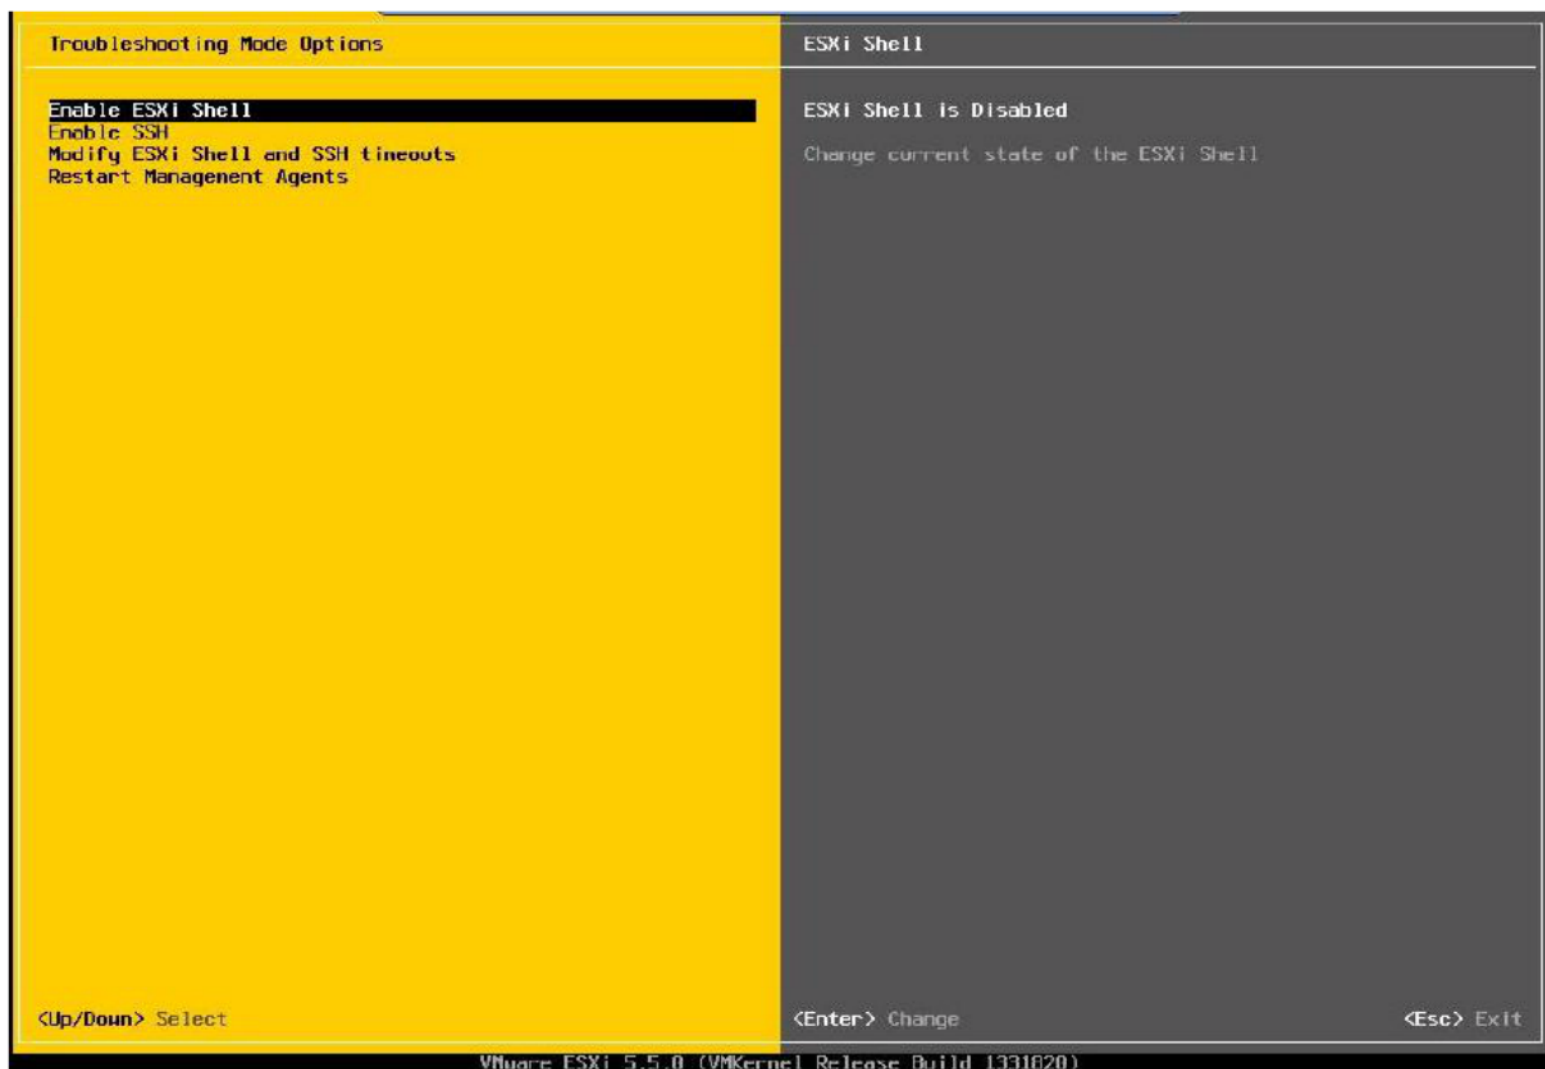 Troubleshooting Mode Options
ESXi Shell
Enable ESXi Shell
Enable SSH
Modify ESXi Shell and SSH timeouts
Restart Management Agents
ESXi Shell is Disabled
Change current state of the ESXi Shell
<Up/Down> Select
<Enter> Change
<Esc> Exit
VMware ESXi 5.5.0 (VMKernel Release Build 1331820)